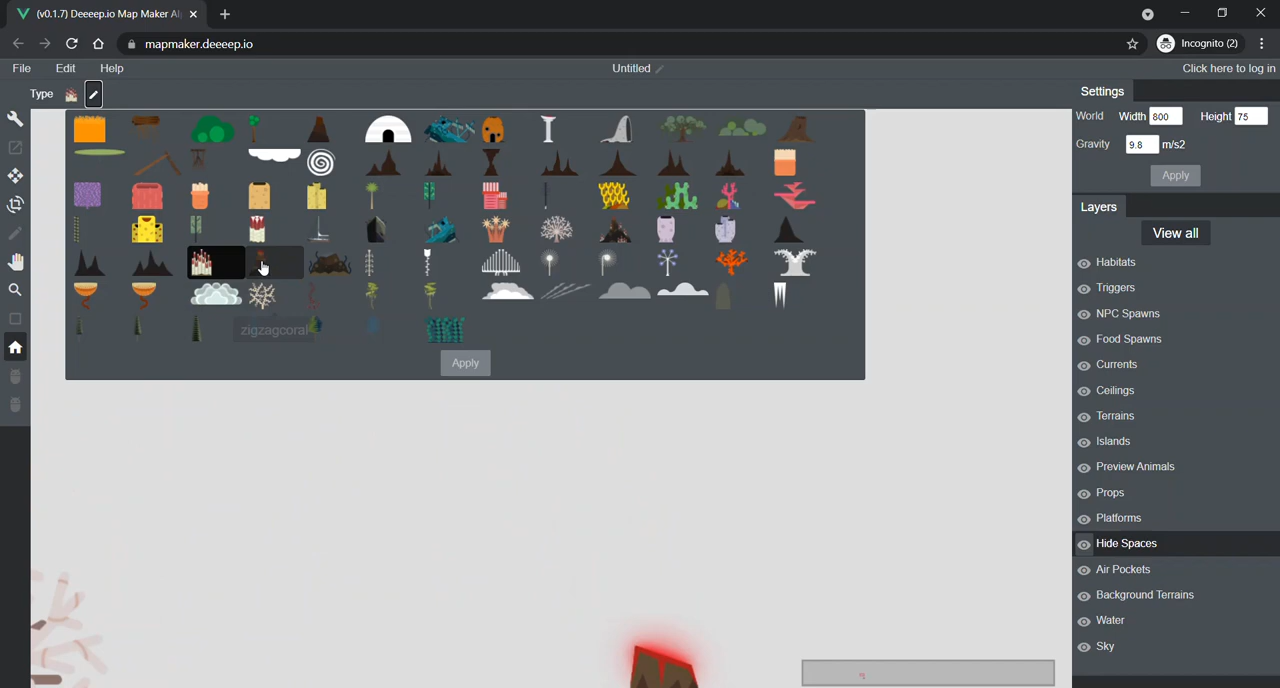 (v0.1.7) Deeeep.io Map Maker Al
mapmaker.deeeep.io
Incognito (2)
File Edit Help Untitled Click here to log in
Type
Settings
World Width 800 Height 75
Gravity 9.8 m/s2
Apply
Layers
View all
Habitats
Triggers
NPC Spawns
Food Spawns
Currents
Ceilings
Terrains
Islands
Preview Animals
Props
Platforms
Hide Spaces
Air Pockets
Background Terrains
Water
Sky
zigzagcoral
Apply